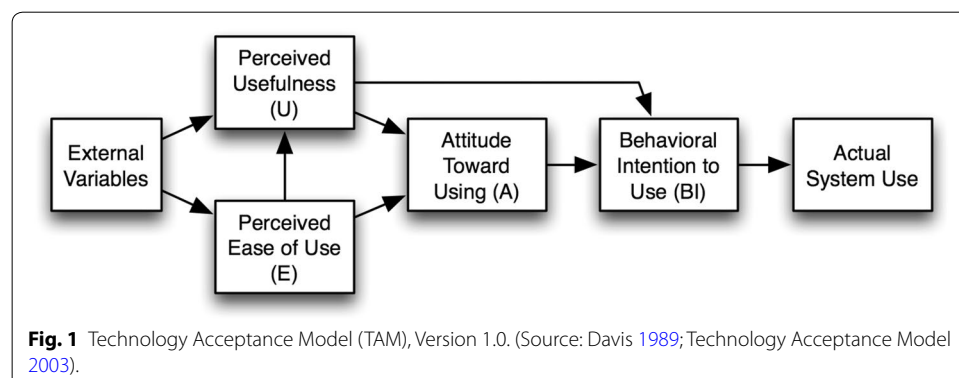 External
Variables
Perceived
Usefulness
(U)
Perceived
Ease of Use
(E)
Attitude
Toward
Using (A)
Behavioral
Intention to
Use (BI)
Actual
System Use
Fig. 1 Technology Acceptance Model (TAM), Version 1.0. (Source: Davis 1989; Technology Acceptance Model
2003).